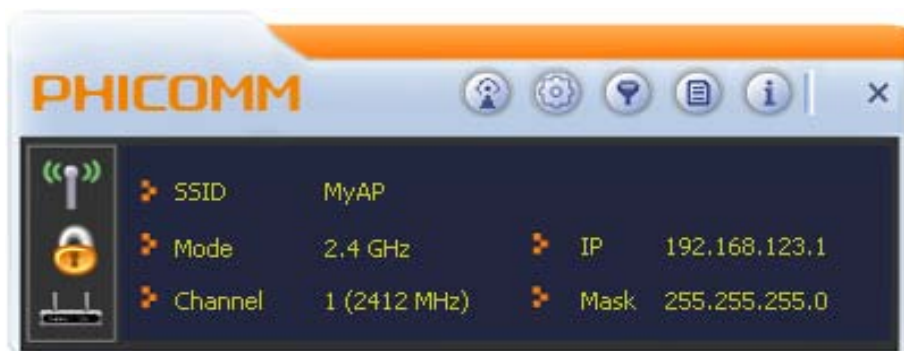 PHICOMM
SSID MyAP
Mode 2.4 GHz IP 192.168.123.1
Channel 1 (2412 MHz) Mask 255.255.255.0